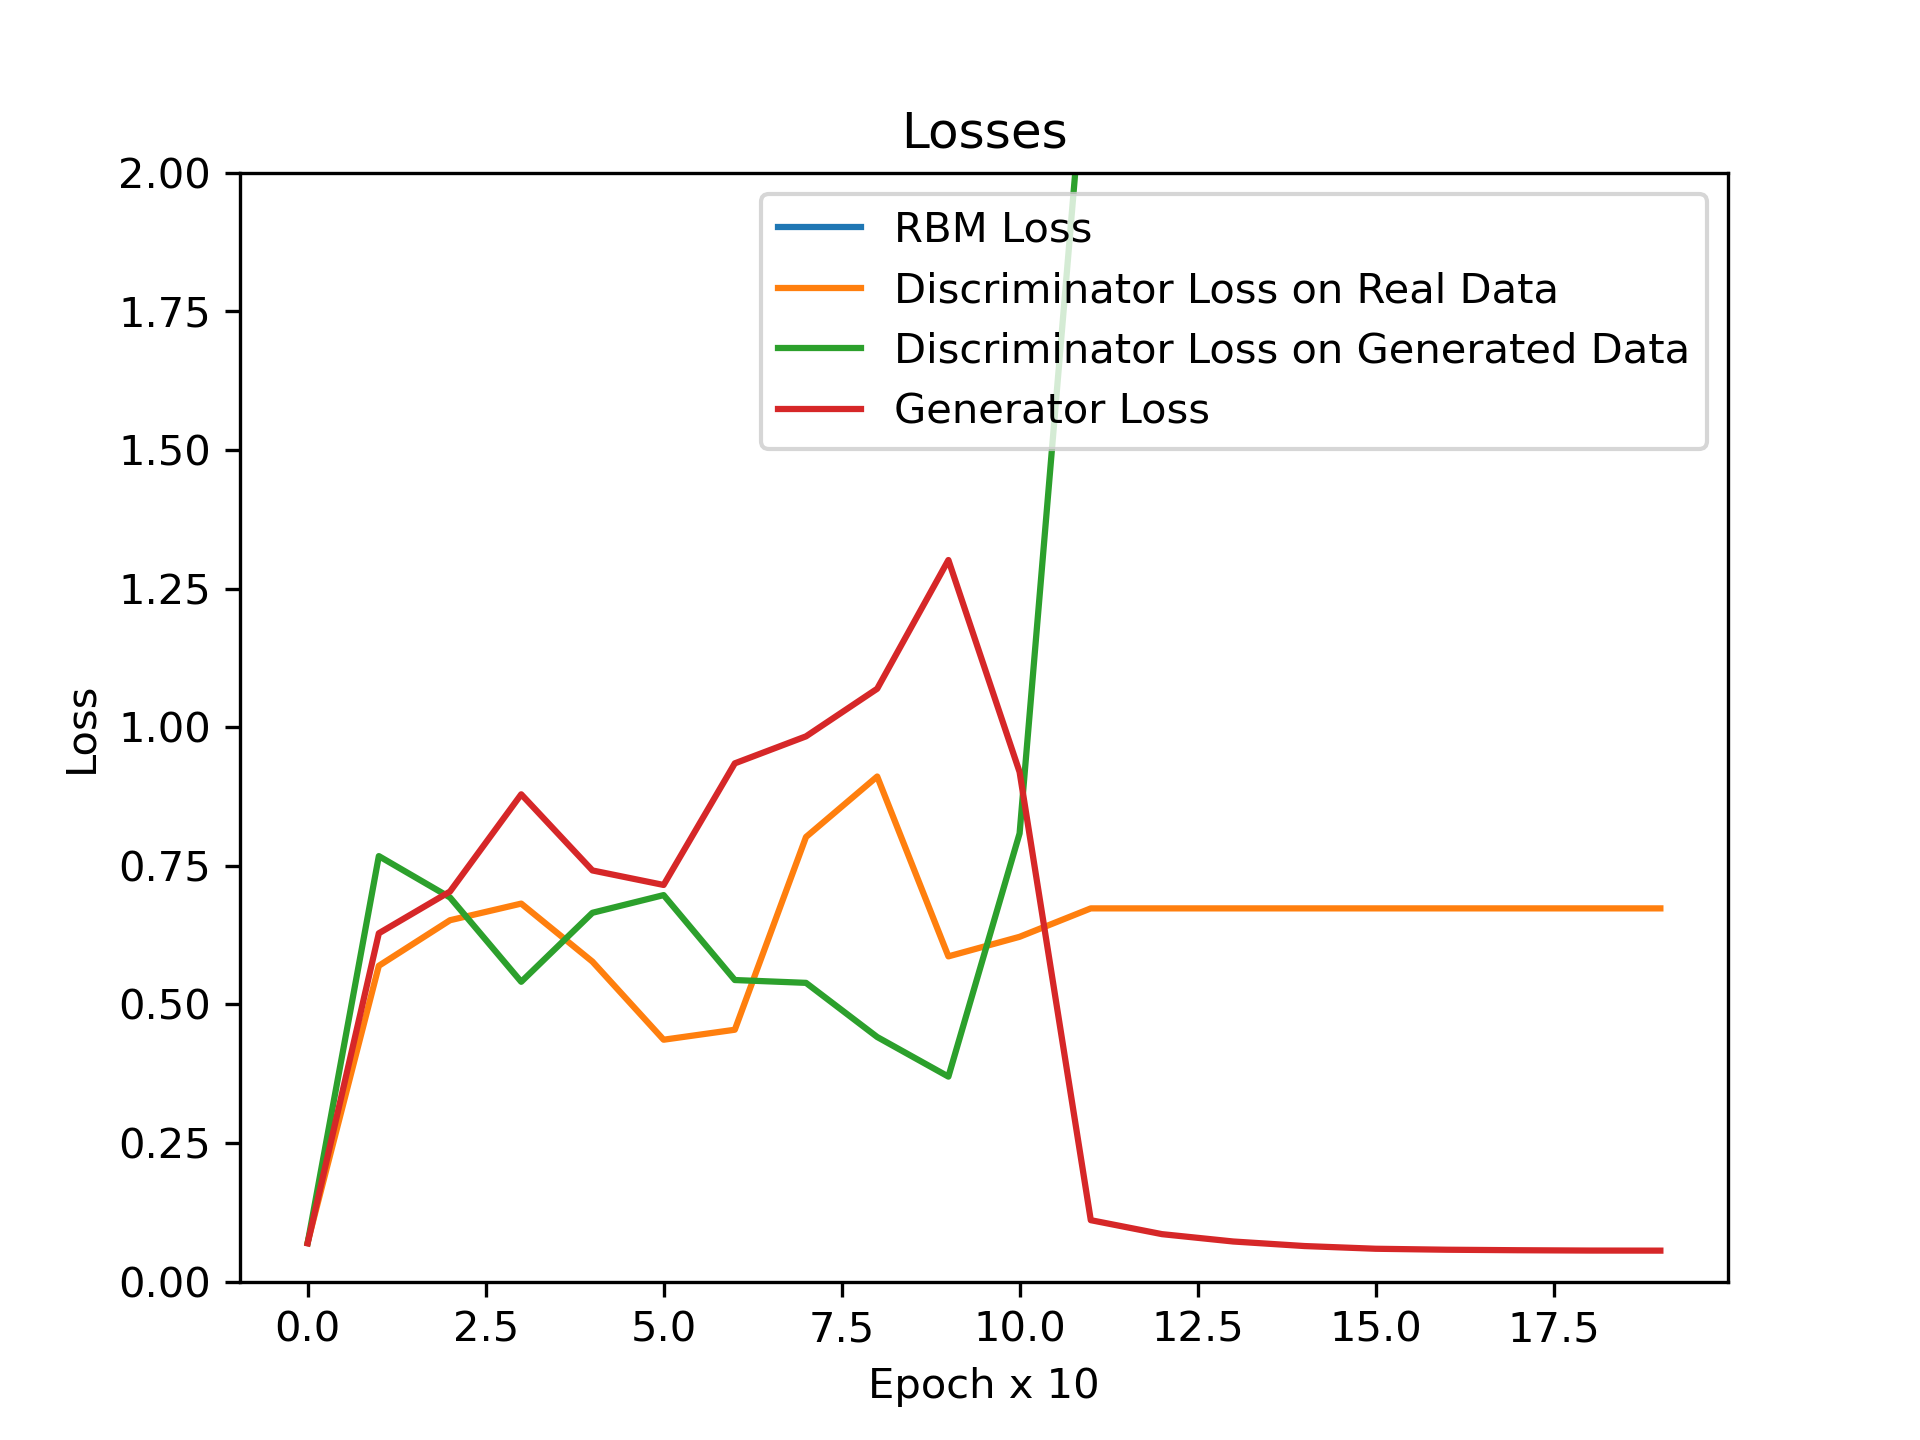 Losses
2.00
1.75
1.50
1.25
1.00
0.75
0.50
0.25
0.00
Loss
RBM Loss
Discriminator Loss on Real Data
Discriminator Loss on Generated Data
Generator Loss
0.0 2.5 5.0 7.5 10.0 12.5 15.0 17.5
Epoch x 10